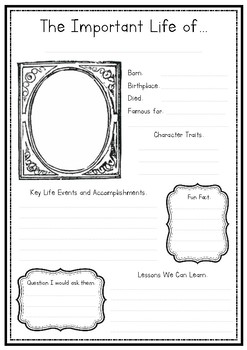 The Important Life of...
Born:
Birthplace:
Died:
Famous for:
Character Traits:
Key Life Events and Accomplishments:
Fun Fact:
Lessons We Can Learn:
Question I would ask them: